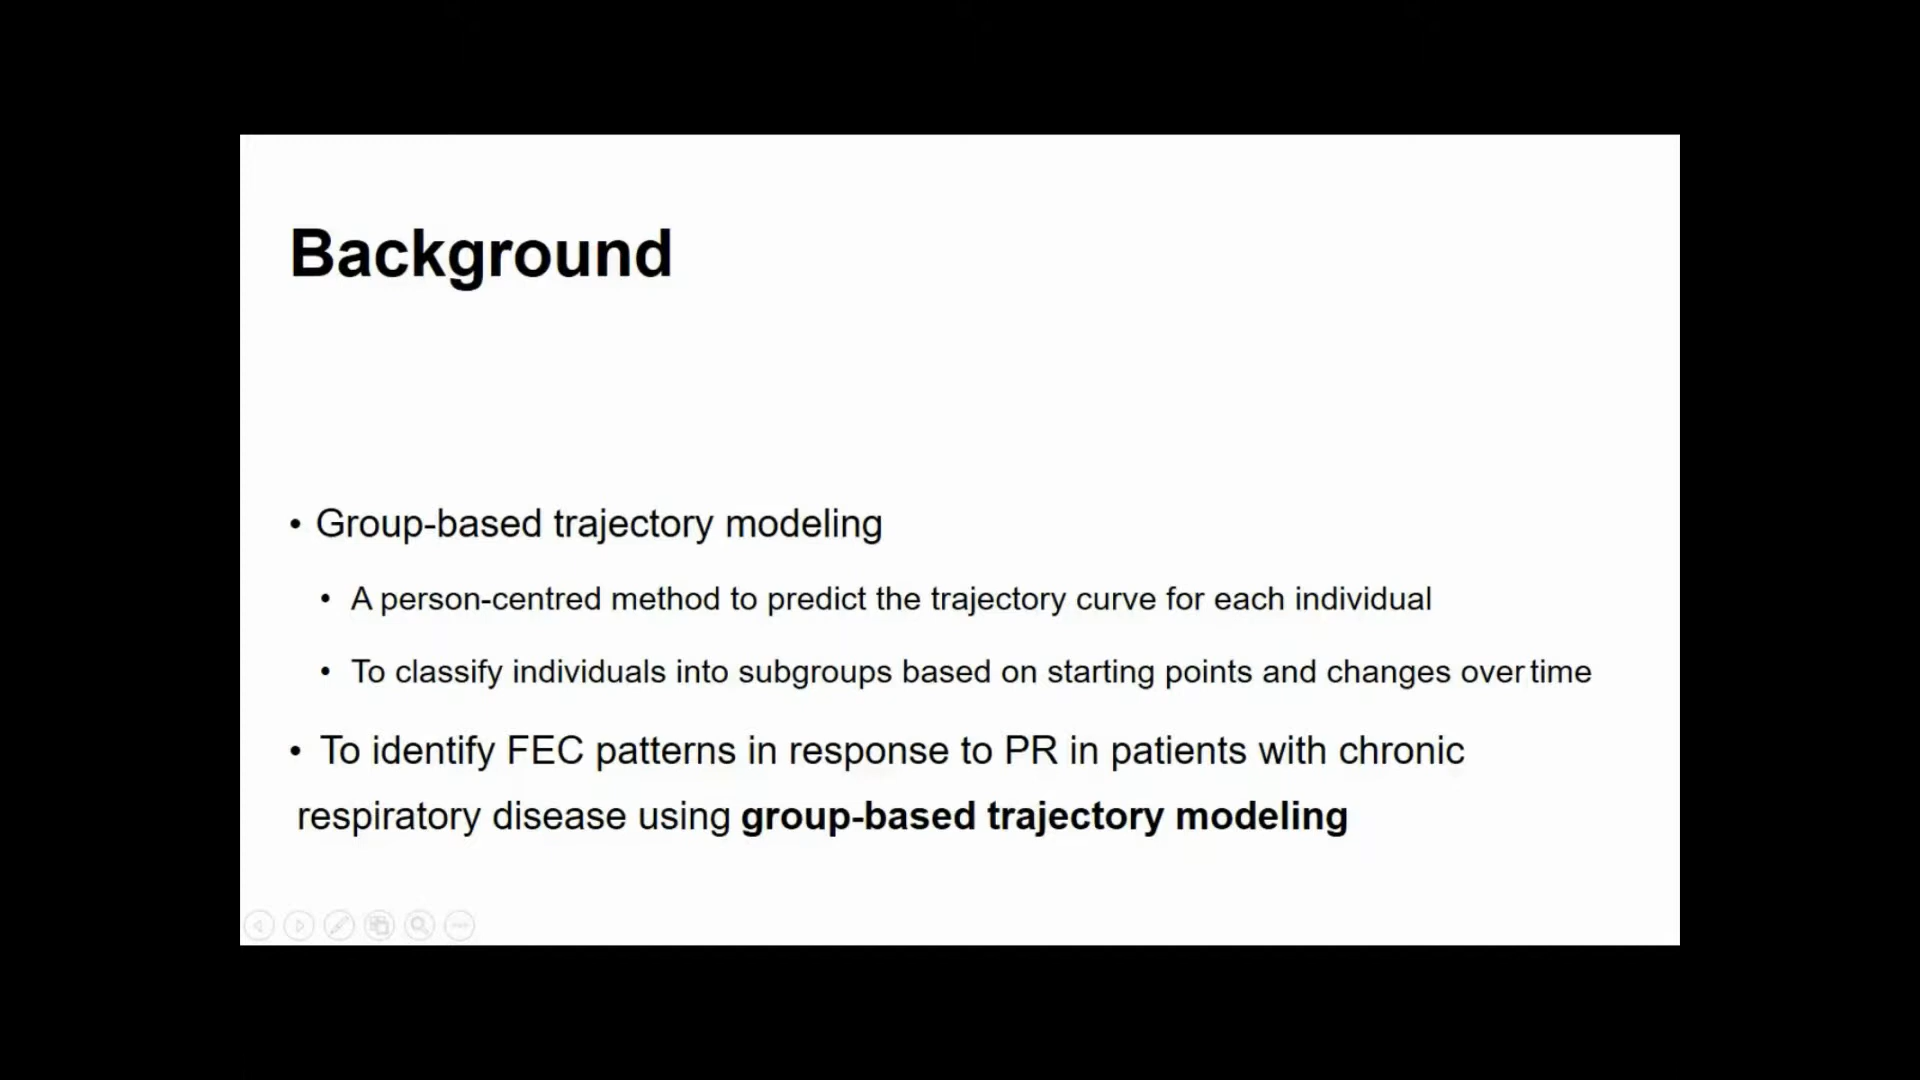 Background
• Group-based trajectory modeling
• A person-centred method to predict the trajectory curve for each individual
• To classify individuals into subgroups based on starting points and changes over time
• To identify FEC patterns in response to PR in patients with chronic
respiratory disease using group-based trajectory modeling